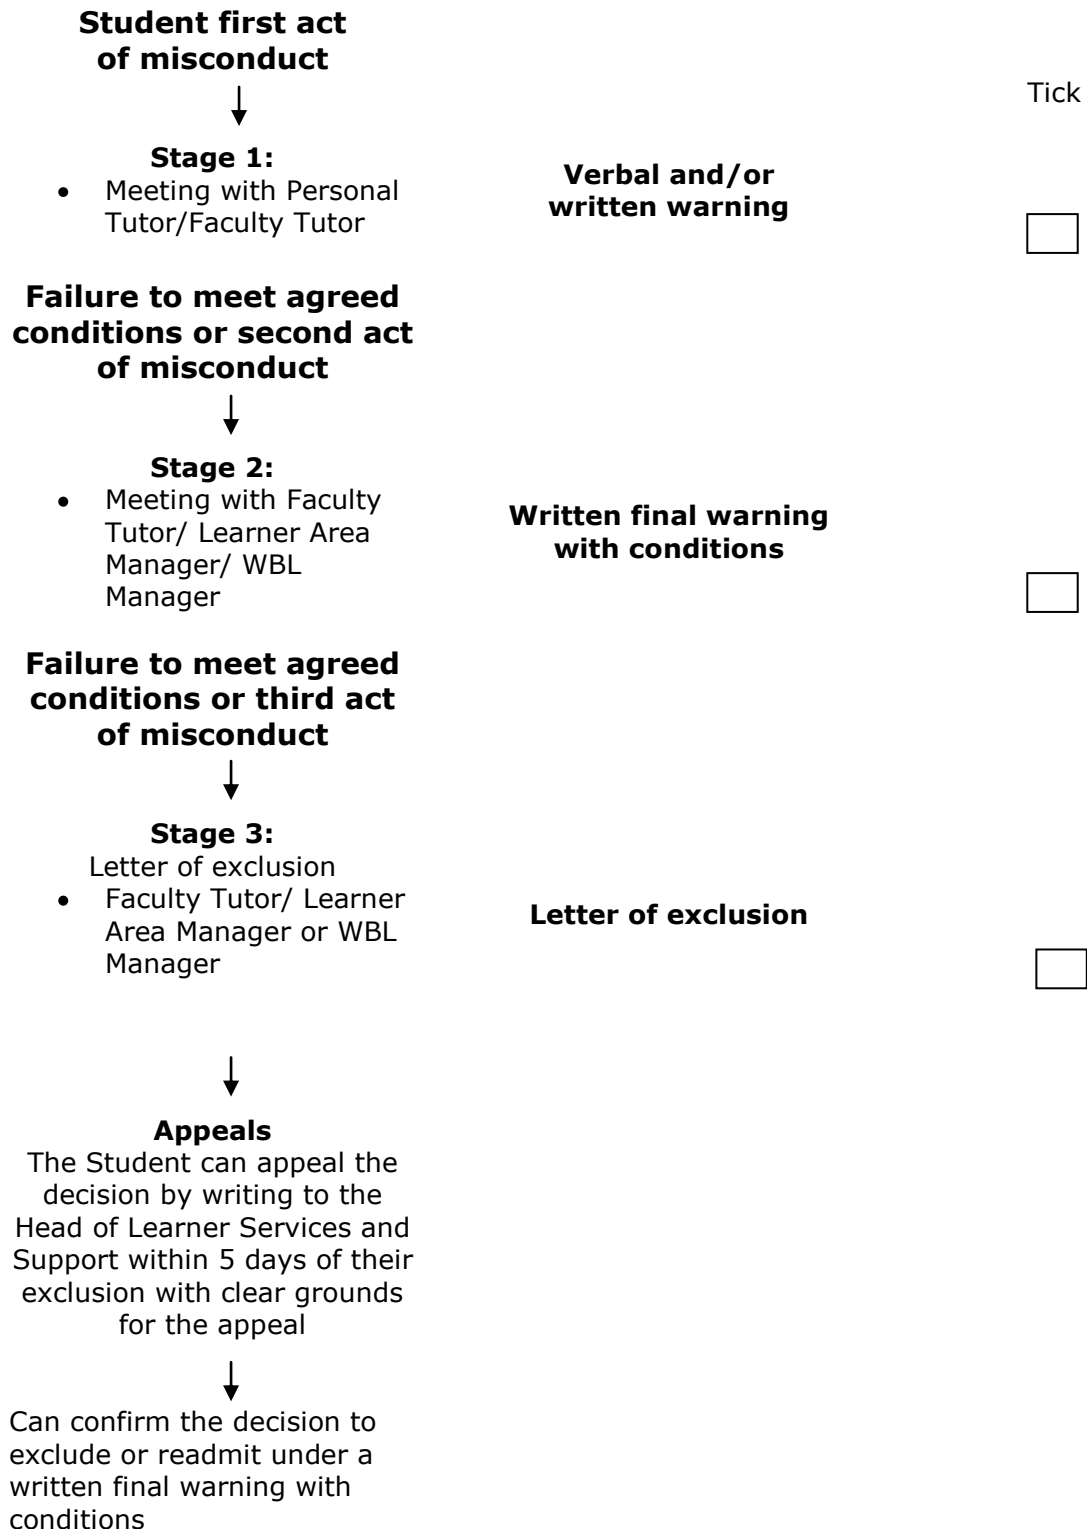 Student first act
of misconduct
Tick
Stage 1:
• Meeting with Personal
Tutor/Faculty Tutor
Verbal and/or
written warning
Failure to meet agreed
conditions or second act
of misconduct
Stage 2:
• Meeting with Faculty
Tutor/ Learner Area
Manager/ WBL
Manager
Written final warning
with conditions
Failure to meet agreed
conditions or third act
of misconduct
Stage 3:
Letter of exclusion
• Faculty Tutor/ Learner
Area Manager or WBL
Manager
Letter of exclusion
Appeals
The Student can appeal the
decision by writing to the
Head of Learner Services and
Support within 5 days of their
exclusion with clear grounds
for the appeal
Can confirm the decision to
exclude or readmit under a
written final warning with
conditions